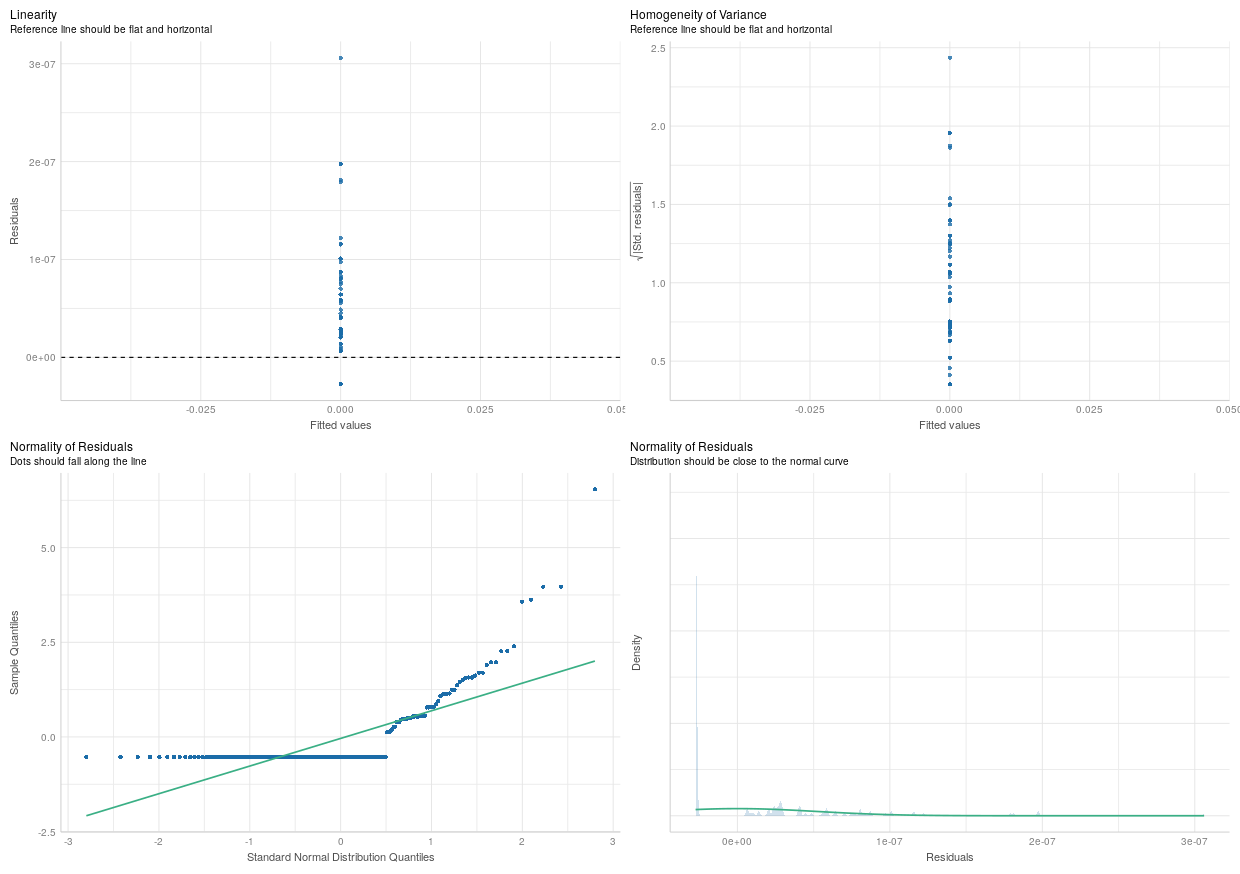 Linearity
Reference line should be flat and horizontal
3e-07
2e-07
1e-07
0e+00
Residuals
-0.025
0.000
0.025
0.05
Fitted values
Homogeneity of Variance
Reference line should be flat and horizontal
2.5
2.0
1.5
1.0
0.5
√|Std. residuals|
-0.025
0.000
0.025
0.050
Fitted values
Normality of Residuals
Dots should fall along the line
5.0
2.5
0.0
-2.5
Sample Quantiles
-3
-2
-1
0
1
2
3
Standard Normal Distribution Quantiles
Normality of Residuals
Distribution should be close to the normal curve
Density
0e+00
1e-07
2e-07
3e-07
Residuals